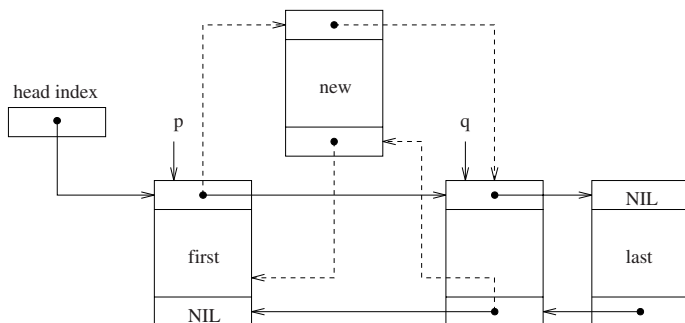 new
head index
p
q
NIL
first
last
NIL